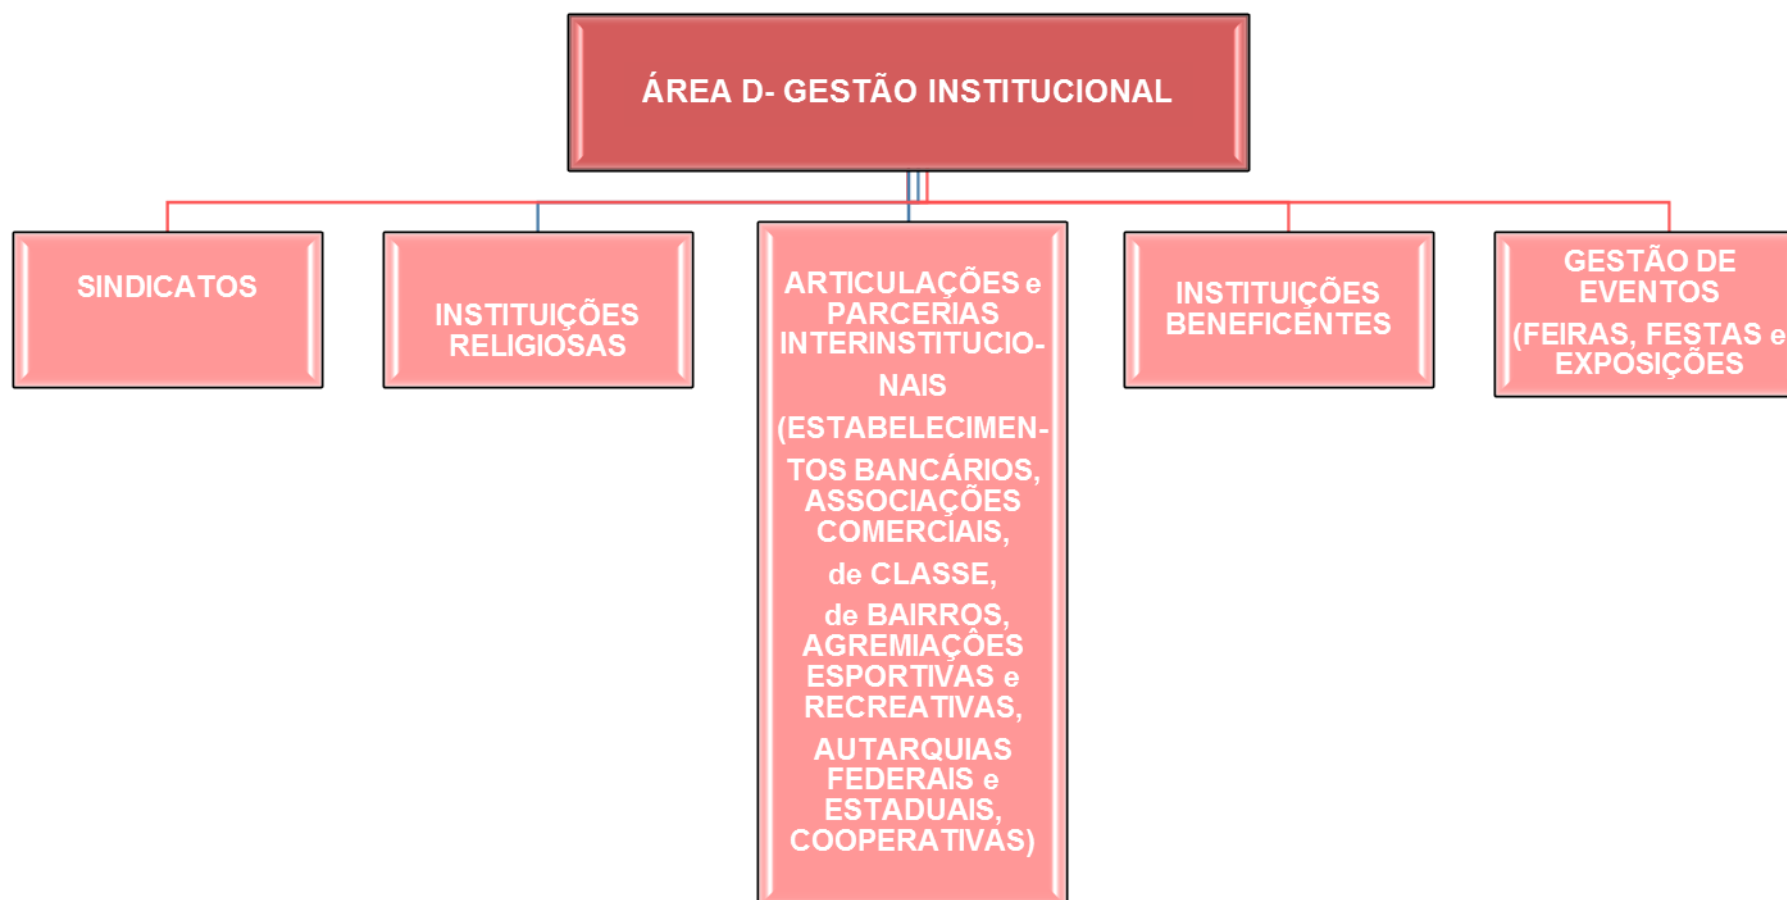 ÁREA D- GESTÃO INSTITUCIONAL
SINDICATOS
INSTITUIÇÕES
RELIGIOSAS
ARTICULAÇÕES e
PARCERIAS
INTERINSTITUCIO-
NAIS
(ESTABELECIMEN-
TOS BANCÁRIOS,
ASSOCIAÇÕES
COMERCIAIS,
de CLASSE,
de BAIRROS,
AGREMIAÇÔES
ESPORTIVAS e
RECREATIVAS,
AUTARQUIAS
FEDERAIS e
ESTADUAIS,
COOPERATIVAS)
INSTITUIÇÕES
BENEFICENTES
GESTÃO DE
EVENTOS
(FEIRAS, FESTAS e
EXPOSIÇÕES